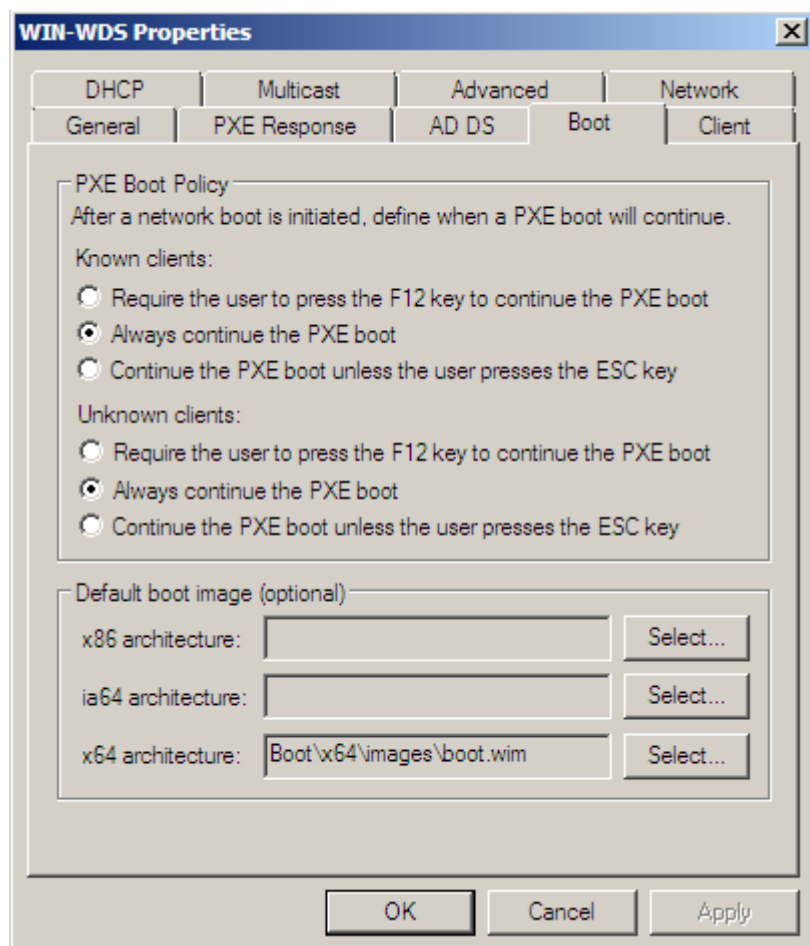 WIN-WDS Properties
DHCP Multicast Advanced Network
General PXE Response AD DS Boot Client
PXE Boot Policy
After a network boot is initiated, define when a PXE boot will continue.
Known clients:
Require the user to press the F12 key to continue the PXE boot
Always continue the PXE boot
Continue the PXE boot unless the user presses the ESC key
Unknown clients:
Require the user to press the F12 key to continue the PXE boot
Always continue the PXE boot
Continue the PXE boot unless the user presses the ESC key
Default boot image (optional)
x86 architecture: Select...
ia64 architecture: Select...
x64 architecture: Boot\x64\images\boot.wim Select...
OK Cancel Apply